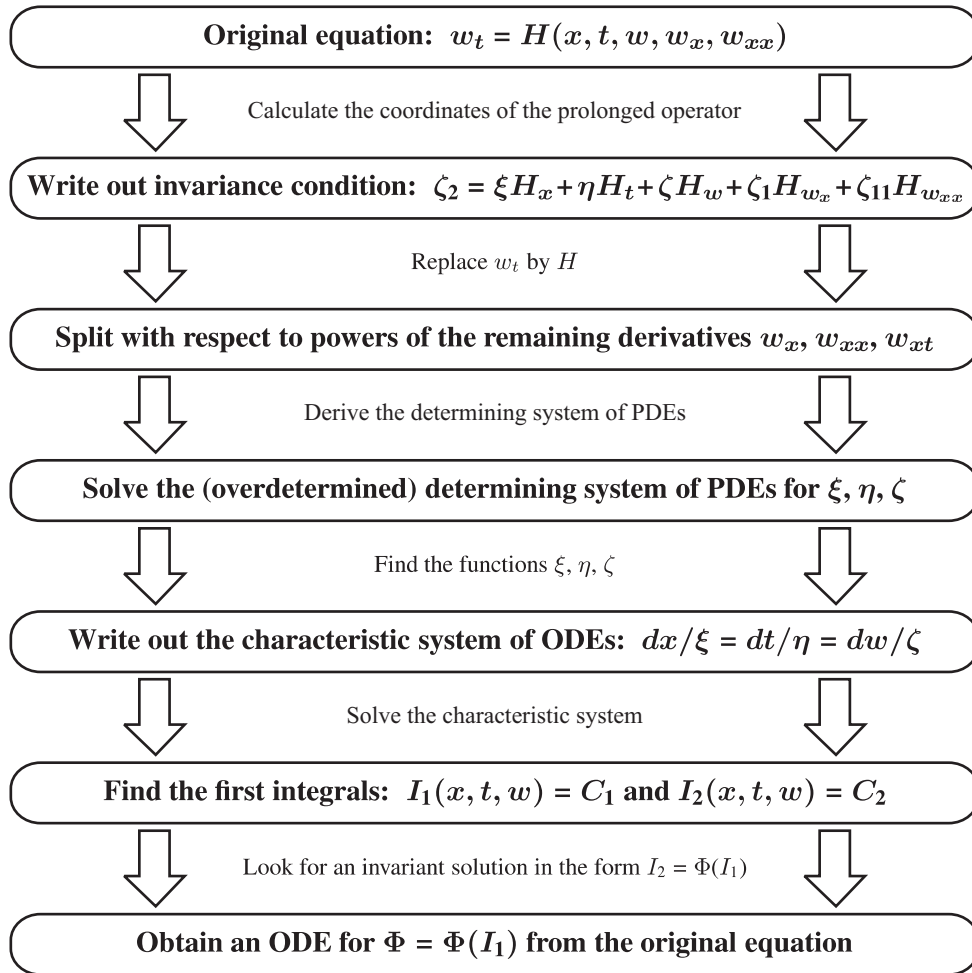 Original equation: w_t = H(x, t, w, w_x, w_xx)
Calculate the coordinates of the prolonged operator
Write out invariance condition: ζ_2 = ξH_x + ηH_t + ζH_w + ζ_1H_{w_x} + ζ_11H_{w_xx}
Replace w_t by H
Split with respect to powers of the remaining derivatives w_x, w_xx, w_xt
Derive the determining system of PDEs
Solve the (overdetermined) determining system of PDEs for ξ, η, ζ
Find the functions ξ, η, ζ
Write out the characteristic system of ODEs: dx/ξ = dt/η = dw/ζ
Solve the characteristic system
Find the first integrals: I_1(x, t, w) = C_1 and I_2(x, t, w) = C_2
Look for an invariant solution in the form I_2 = Φ(I_1)
Obtain an ODE for Φ = Φ(I_1) from the original equation